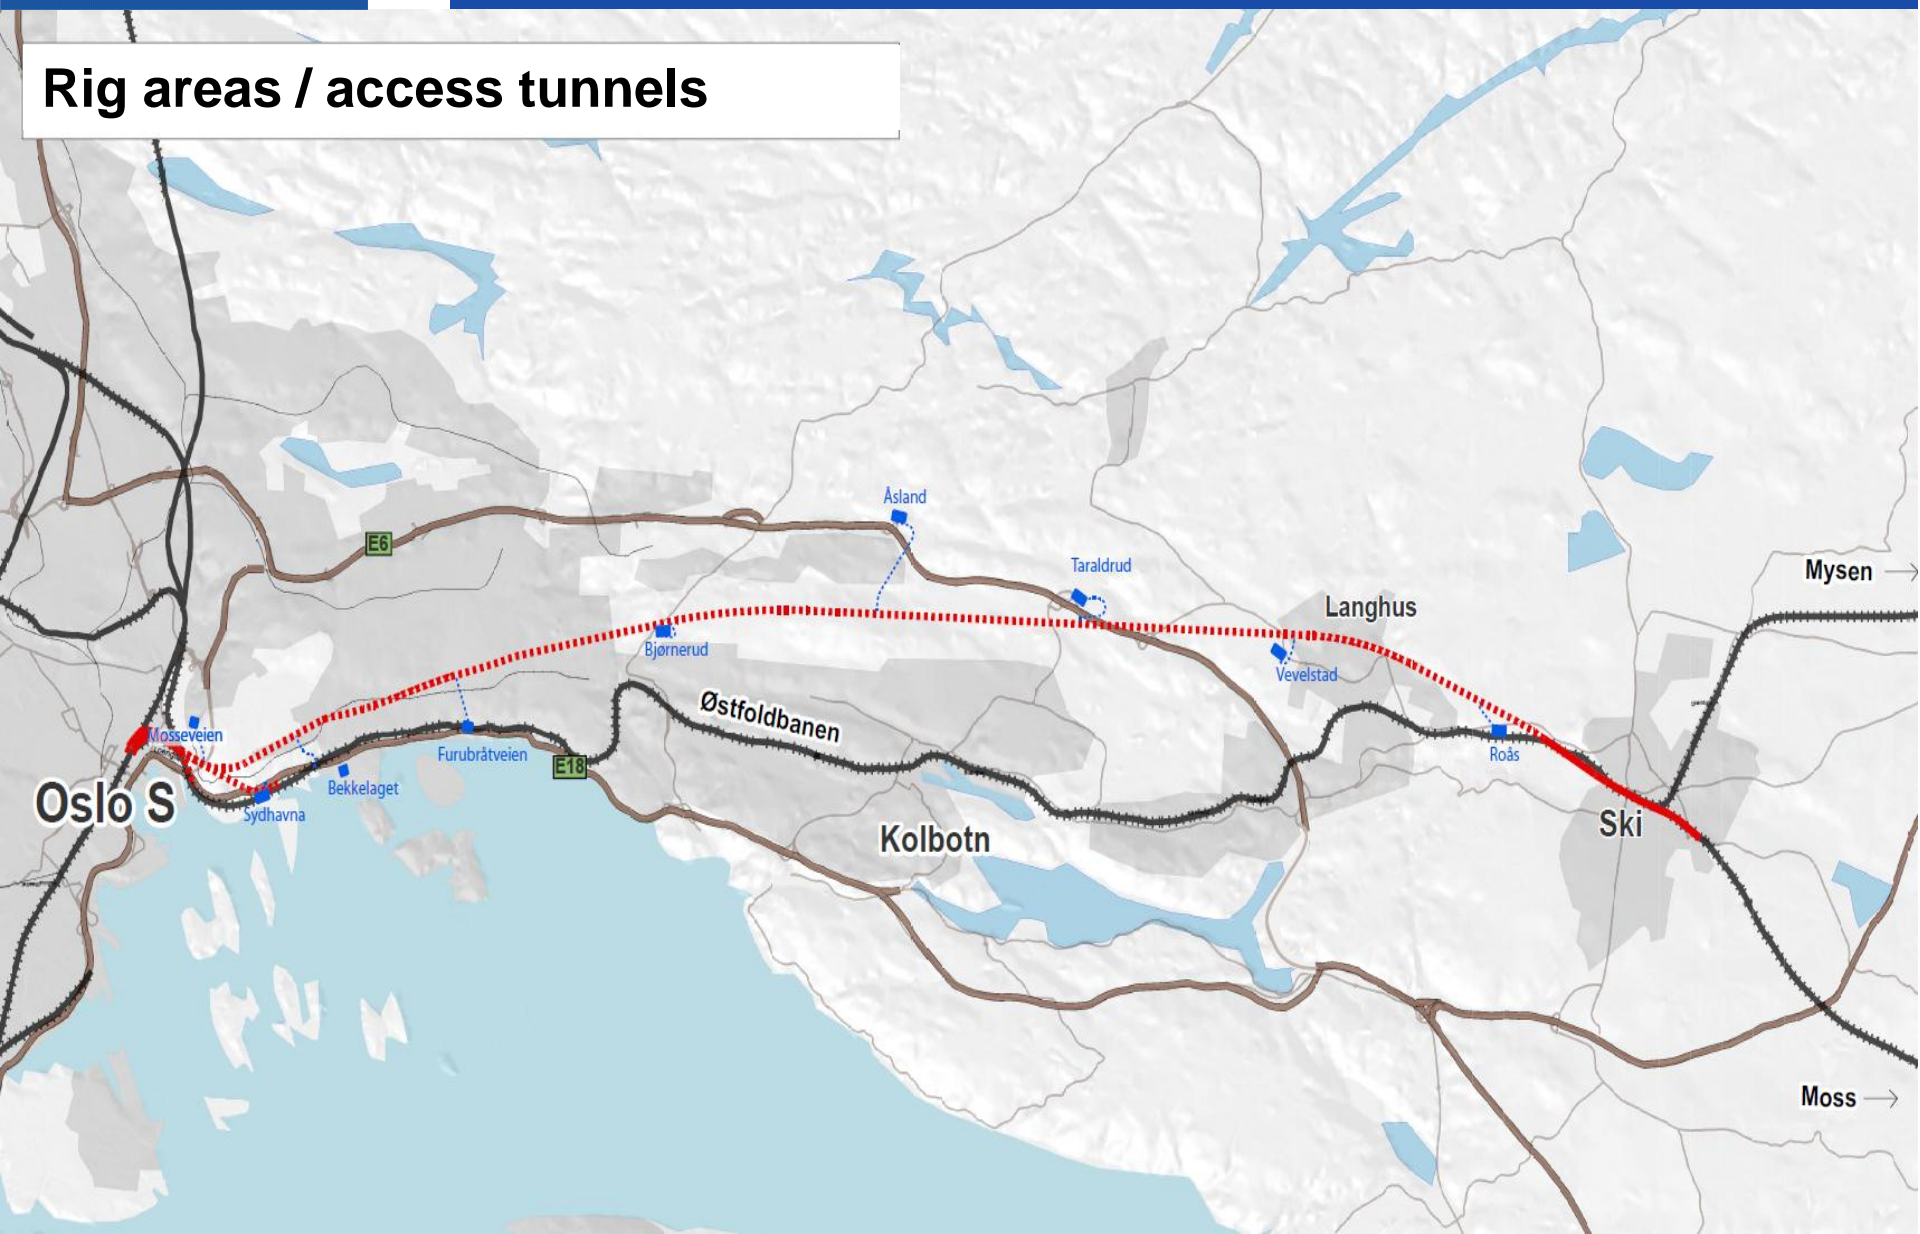 Rig areas / access tunnels
Åsland
E6
Taraldrud
Mysen
Langhus
Bjørnerud
Vevelstad
Østfoldbanen
Mosseveien
Furubråtveien
E18
Roås
Bekkelaget
Oslo S
Sydhavna
Kolbotn
Ski
Moss